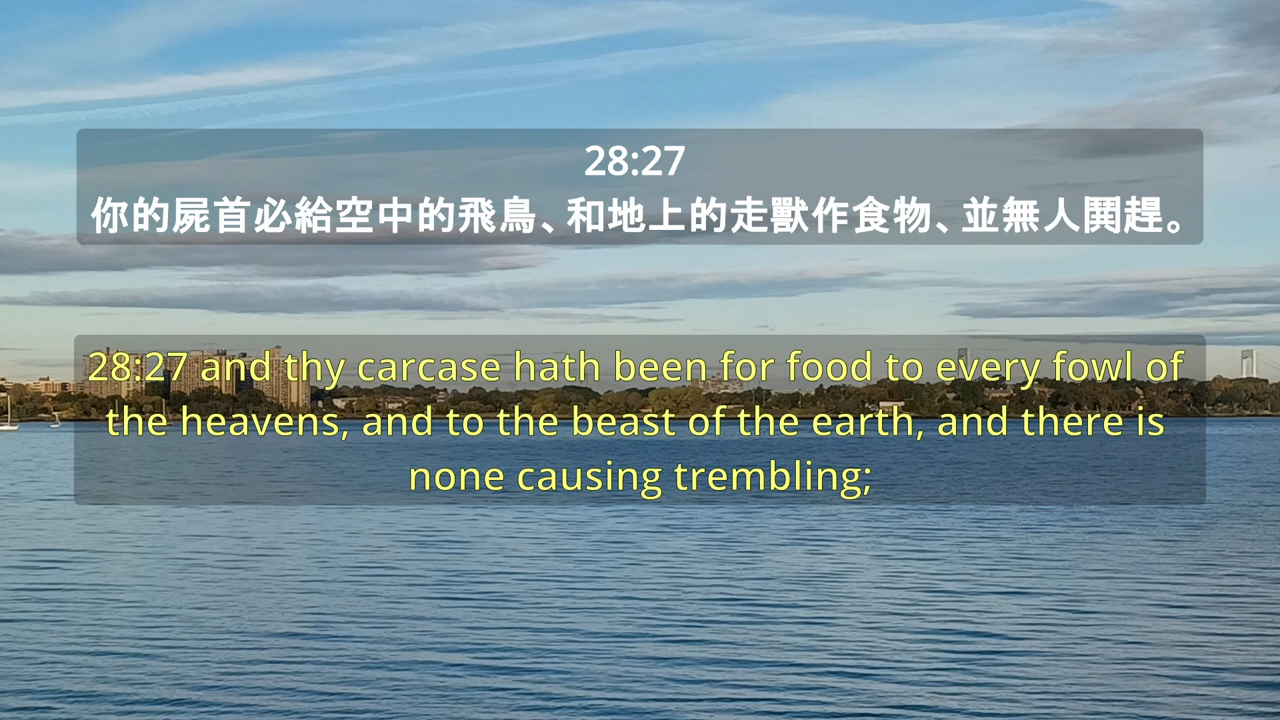 28:27
你的屍首必給空中的飛鳥、和地上的走獸作食物、並無人鬨趕。
28:27 and thy carcase hath been for food to every fowl of
the heavens, and to the beast of the earth, and there is
none causing trembling;